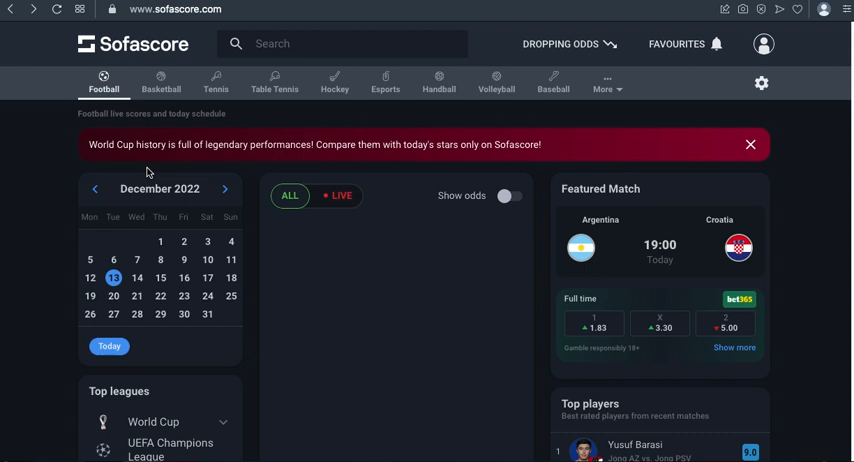 www.sofascore.com
Sofascore
Search
DROPPING ODDS
FAVOURITES
Football
Basketball
Tennis
Table Tennis
Hockey
Esports
Handball
Volleyball
Baseball
More
Football live scores and today schedule
World Cup history is full of legendary performances! Compare them with today's stars only on Sofascore!
December 2022
Mon Tue Wed Thu Fri Sat Sun
1 2 3 4
5 6 7 8 9 10 11
12 13 14 15 16 17 18
19 20 21 22 23 24 25
26 27 28 29 30 31
Today
Top leagues
World Cup
UEFA Champions
League
ALL
LIVE
Show odds
Featured Match
Argentina
Croatia
19:00
Today
Full time
bet365
1 X 2
1.83 3.30 5.00
Gamble responsibly 18+
Show more
Top players
Best rated players from recent matches
1
Yusuf Barasi
Jong AZ vs. Jong PSV
9.0